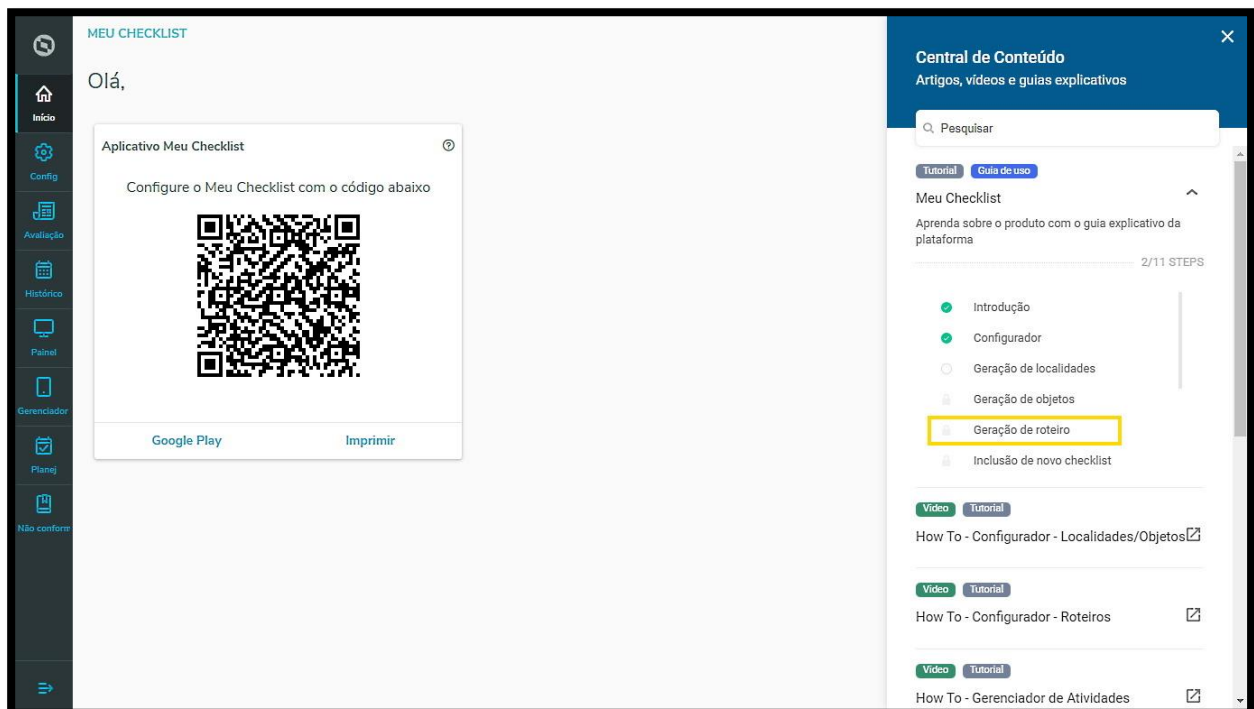 MEU CHECKLIST
Olá,
Início
Config
Avaliação
Histórico
Painel
Gerenciador
Planej
Não conform
Aplicativo Meu Checklist
Configure o Meu Checklist com o código abaixo
Google Play
Imprimir
Central de Conteúdo
Artigos, vídeos e guias explicativos
Pesquisar
Tutorial Guia de uso
Meu Checklist
Aprenda sobre o produto com o guia explicativo da
plataforma
2/11 STEPS
Introdução
Configurador
Geração de localidades
Geração de objetos
Geração de roteiro
Inclusão de novo checklist
Vídeo Tutorial
How To - Configurador - Localidades/Objetos
Vídeo Tutorial
How To - Configurador - Roteiros
Vídeo Tutorial
How To - Gerenciador de Atividades